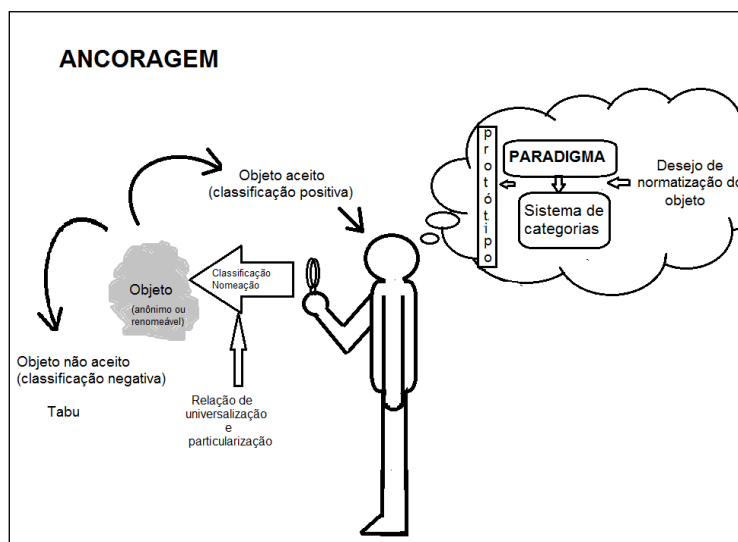 ANCORAGEM
Objeto aceito
(classificação positiva)
protótipo
PARADIGMA
Sistema de
categorias
Desejo de
normatização do
objeto
Classificação
Nomeação
Objeto
(anônimo ou
renomeável)
Objeto não aceito
(classificação negativa)
Tabu
Relação de
universalização
e
particularização